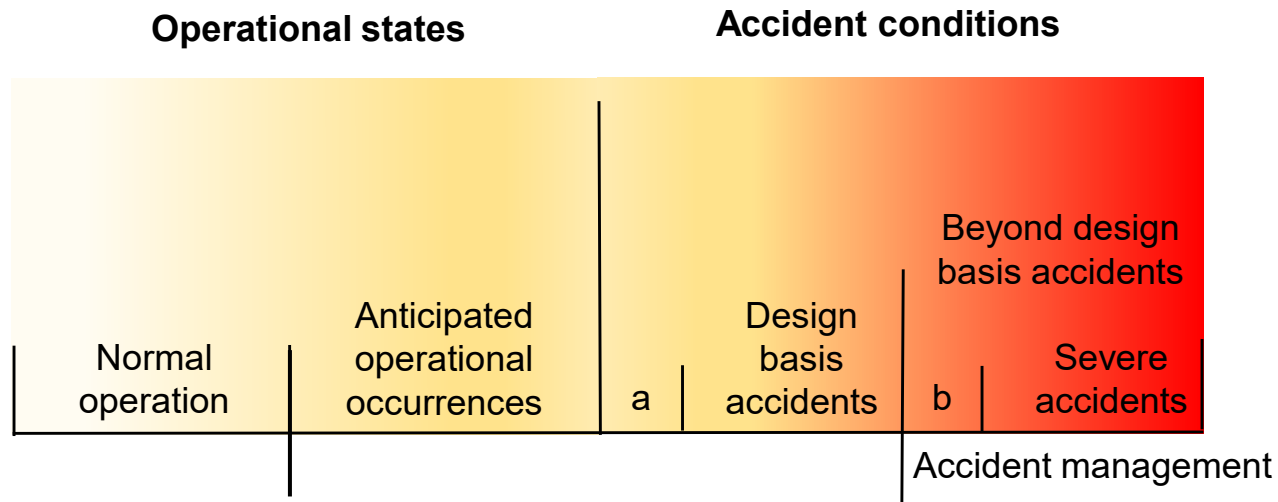 Operational states
Accident conditions
Normal
operation
Anticipated
operational
occurrences
a
Design
basis
accidents
Beyond design
basis accidents
b
Severe
accidents
Accident management